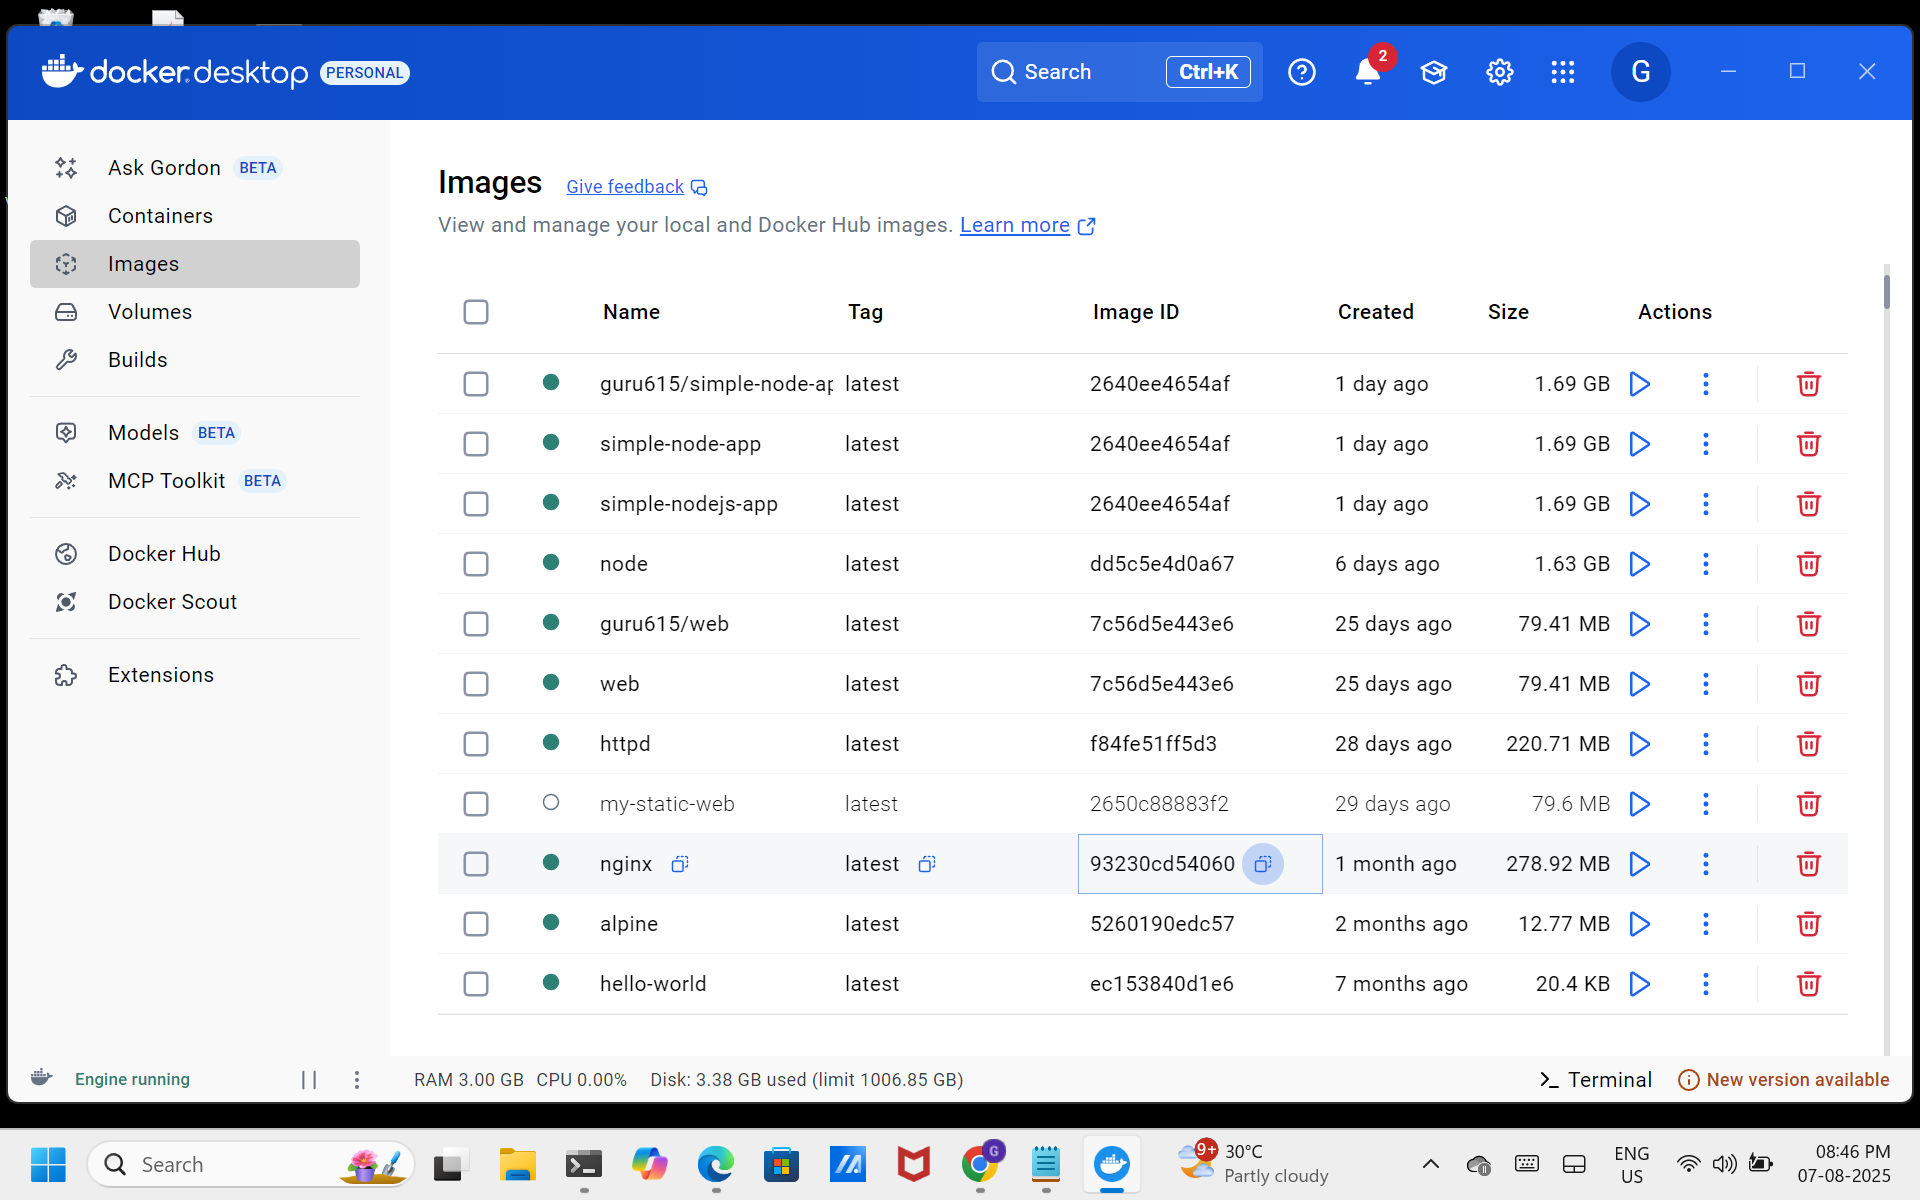 docker.desktop PERSONAL
Search Ctrl+K
2
G
Ask Gordon BETA
Containers
Images
Volumes
Builds
Models BETA
MCP Toolkit BETA
Docker Hub
Docker Scout
Extensions
Images Give feedback
View and manage your local and Docker Hub images. Learn more
Name Tag Image ID Created Size Actions
guru615/simple-node-ap latest 2640ee4654af 1 day ago 1.69 GB
simple-node-app latest 2640ee4654af 1 day ago 1.69 GB
simple-nodejs-app latest 2640ee4654af 1 day ago 1.69 GB
node latest dd5c5e4d0a67 6 days ago 1.63 GB
guru615/web latest 7c56d5e443e6 25 days ago 79.41 MB
web latest 7c56d5e443e6 25 days ago 79.41 MB
httpd latest f84fe51ff5d3 28 days ago 220.71 MB
my-static-web latest 2650c88883f2 29 days ago 79.6 MB
nginx latest 93230cd54060 1 month ago 278.92 MB
alpine latest 5260190edc57 2 months ago 12.77 MB
hello-world latest ec153840d1e6 7 months ago 20.4 KB
Engine running RAM 3.00 GB CPU 0.00% Disk: 3.38 GB used (limit 1006.85 GB) Terminal New version available
Search
G
9+
30°C
Partly cloudy
ENG
US
08:46 PM
07-08-2025